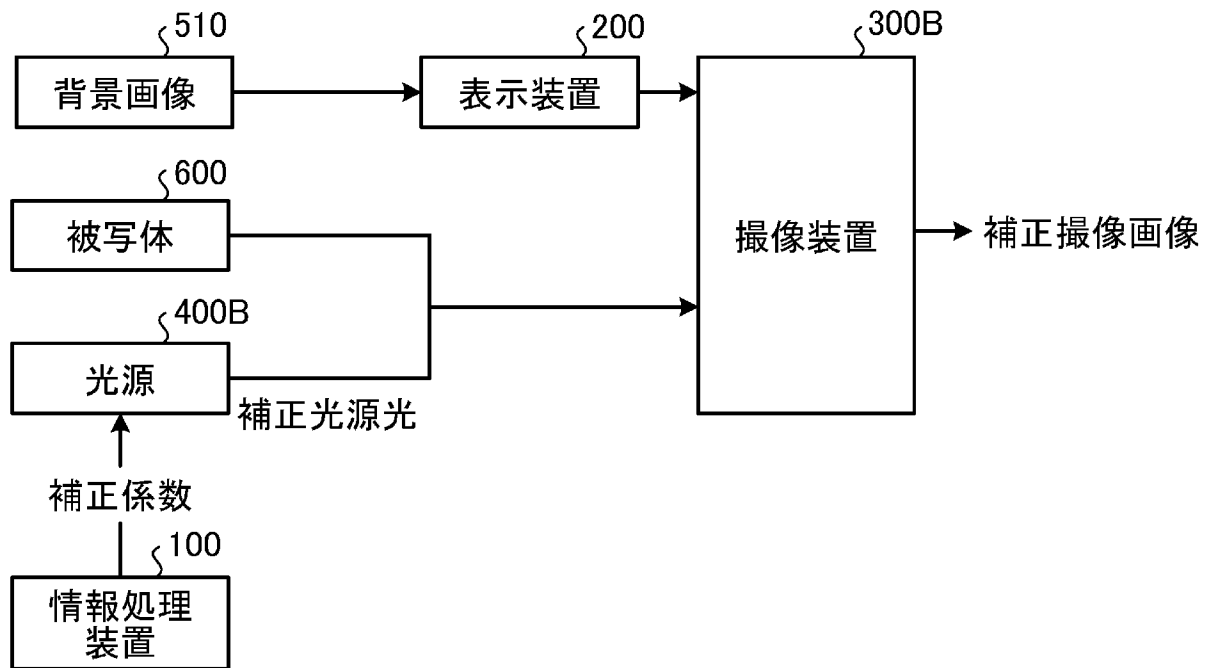 510
背景画像
200
表示装置
300B
撮像装置
補正撮像画像
600
被写体
400B
光源
補正光源光
補正係数
100
情報処理
装置